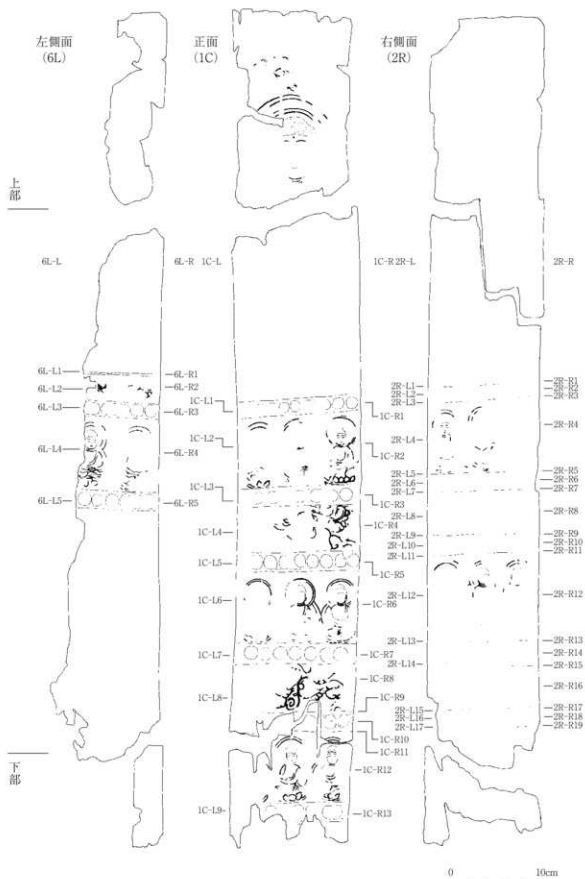 左側面
(6L)
正面
(1C)
右側面
(2R)
上部
6L-L
6L-R
1C-L
1C-R
2R-L
2R-R
6L-L1
6L-L2
6L-L3
6L-L4
6L-L5
6L-R1
6L-R2
6L-R3
6L-R4
6L-R5
1C-L1
1C-L2
1C-L3
1C-L4
1C-L5
1C-L6
1C-L7
1C-L8
1C-L9
1C-R1
1C-R2
1C-R3
1C-R4
1C-R5
1C-R6
1C-R7
1C-R8
1C-R9
1C-R10
1C-R11
1C-R12
1C-R13
2R-L1
2R-L2
2R-L3
2R-L4
2R-L5
2R-L6
2R-L7
2R-L8
2R-L9
2R-L10
2R-L11
2R-L12
2R-L13
2R-L14
2R-L15
2R-L16
2R-L17
2R-R1
2R-R2
2R-R3
2R-R4
2R-R5
2R-R6
2R-R7
2R-R8
2R-R9
2R-R10
2R-R11
2R-R12
2R-R13
2R-R14
2R-R15
2R-R16
2R-R17
2R-R18
2R-R19
下部
0 10cm